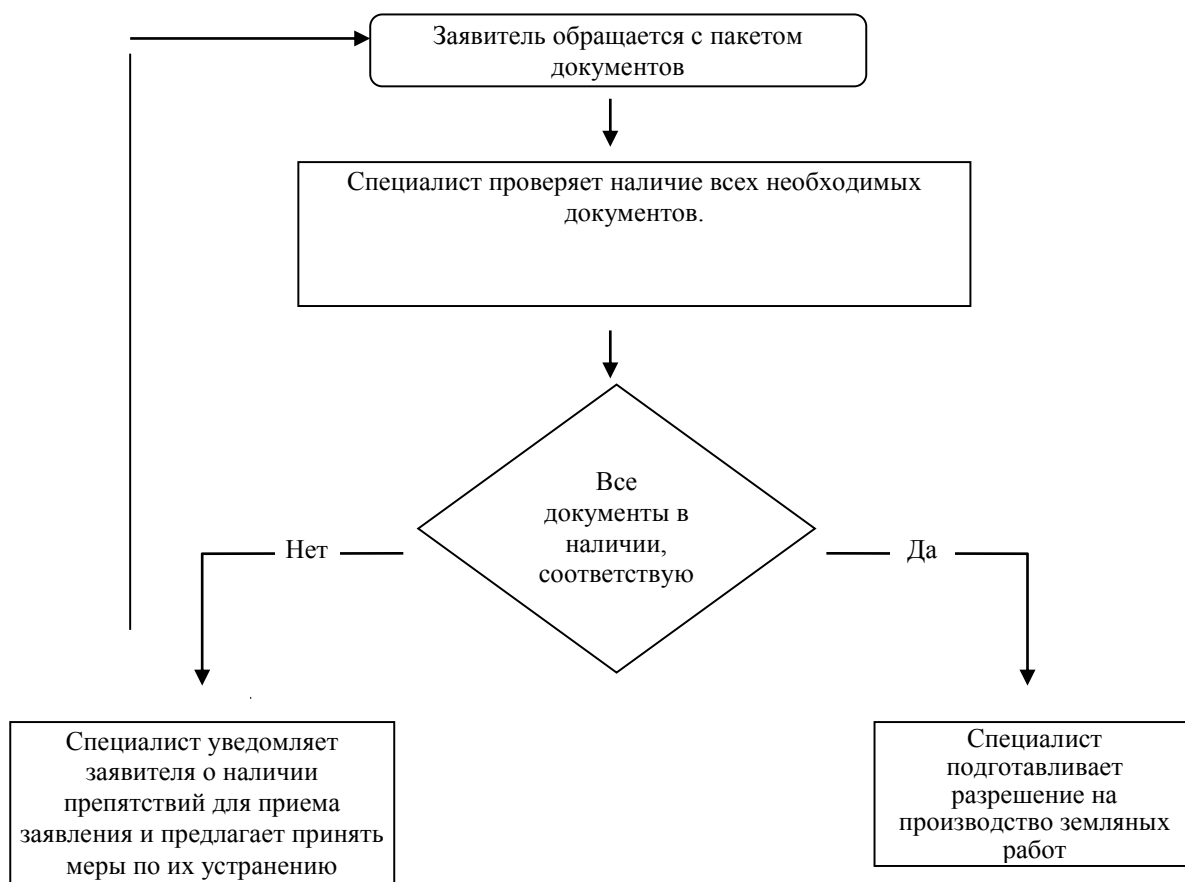 Заявитель обращается с пакетом
документов
Специалист проверяет наличие всех необходимых
документов.
Все
документы в
наличии,
соответствую
Нет
Да
Специалист уведомляет
заявителя о наличии
препятствий для приема
заявления и предлагает принять
меры по их устранению
Специалист
подготавливает
разрешение на
производство земляных
работ